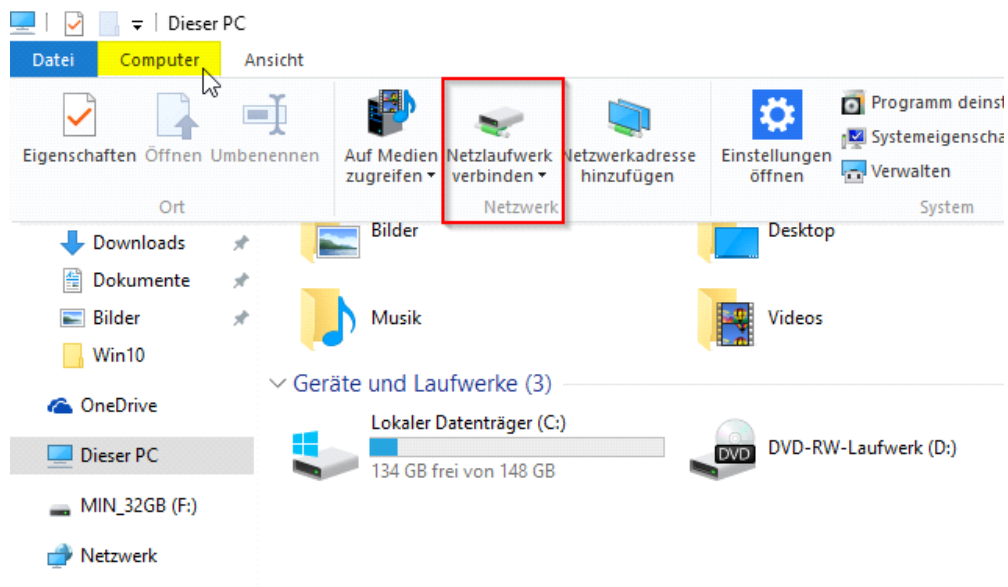 Dieser PC
Datei Computer Ansicht
Eigenschaften Öffnen Umbenennen
Auf Medien zugreifen
Netzlaufwerk verbinden
Netzwerkadresse hinzufügen
Einstellungen öffnen
Programm deinst
Systemeigenscha
Verwalten
Ort Netzwerk System
Downloads
Dokumente
Bilder
Win10
OneDrive
Dieser PC
MIN_32GB (F:)
Netzwerk
Bilder Desktop
Musik Videos
Geräte und Laufwerke (3)
Lokaler Datenträger (C:)
134 GB frei von 148 GB
DVD
DVD-RW-Laufwerk (D:)